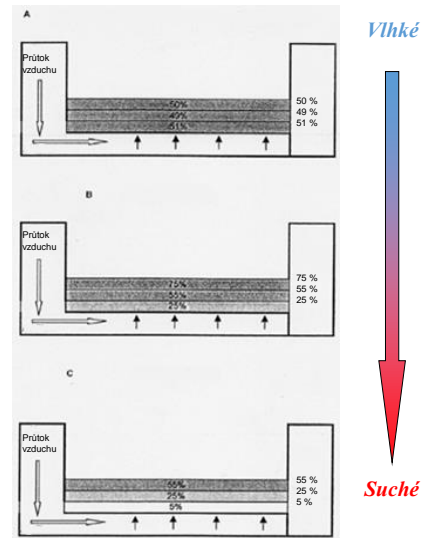 A
Vlhké
Průtok
vzduchu
50%
49%
51%
50 %
49 %
51 %
B
Průtok
vzduchu
75%
55%
25%
75 %
55 %
25 %
C
Průtok
vzduchu
55%
25%
5%
55 %
25 %
5 %
Suché